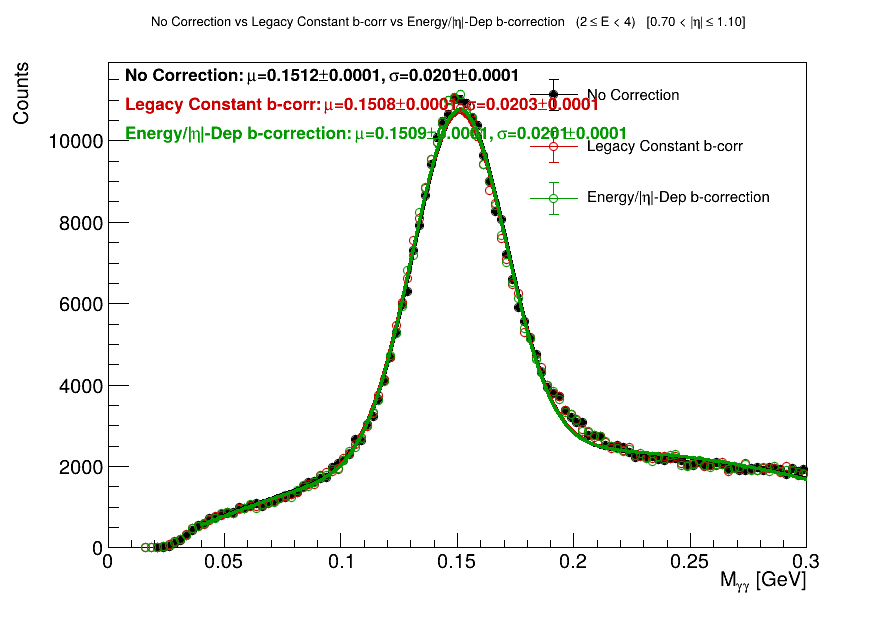 No Correction vs Legacy Constant b-corr vs Energy/|η|-Dep b-correction (2 ≤ E < 4) [0.70 < |η| ≤ 1.10]
Counts
No Correction: μ=0.1512±0.0001, σ=0.0201±0.0001
Legacy Constant b-corr: μ=0.1508±0.0001, σ=0.0203±0.0001
Energy/|η|-Dep b-correction: μ=0.1509±0.0001, σ=0.0201±0.0001
No Correction
Legacy Constant b-corr
Energy/|η|-Dep b-correction
10000
8000
6000
4000
2000
0
0 0.05 0.1 0.15 0.2 0.25 0.3
Mγγ [GeV]